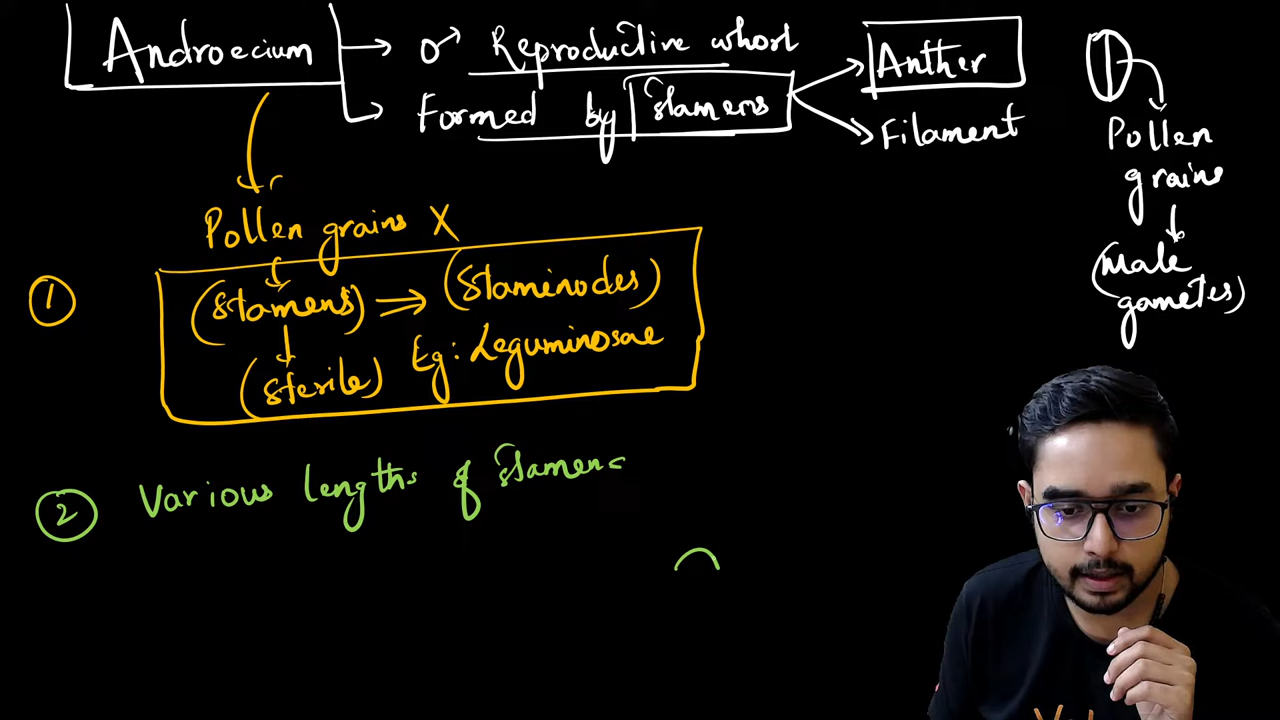 Androecium → ♂ Reproductive whorl
→ Formed by Stamens
Anther
Filament
Pollen
grains
(Male
gametes)
Pollen grains X
① (Stamens) ⇒ (Staminodes)
(Sterile) Eg: Leguminosae
② Various lengths of Stamens